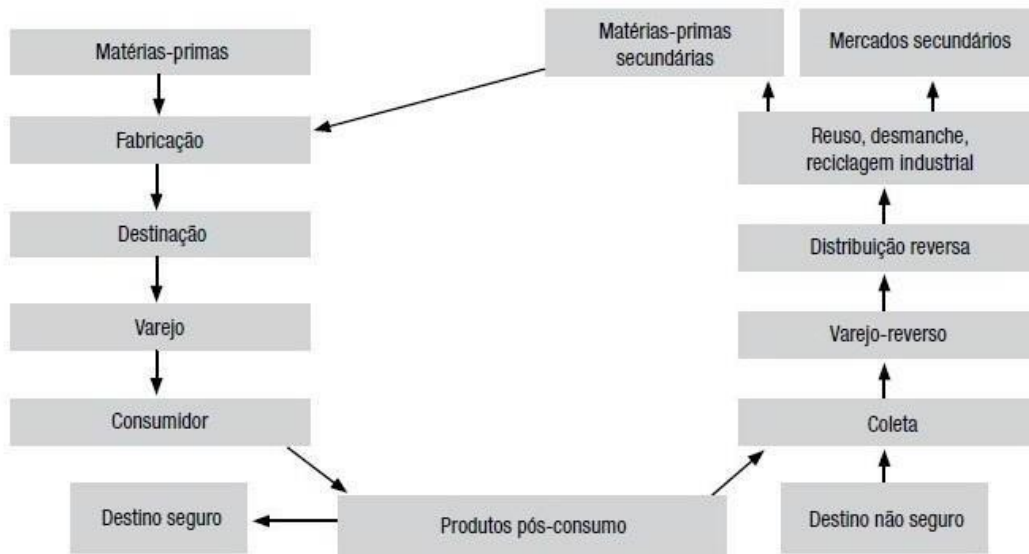 Matérias-primas
Fabricação
Destinação
Varejo
Consumidor
Destino seguro
Produtos pós-consumo
Destino não seguro
Coleta
Varejo-reverso
Distribuição reversa
Reuso, desmanche,
reciclagem industrial
Matérias-primas
secundárias
Mercados secundários